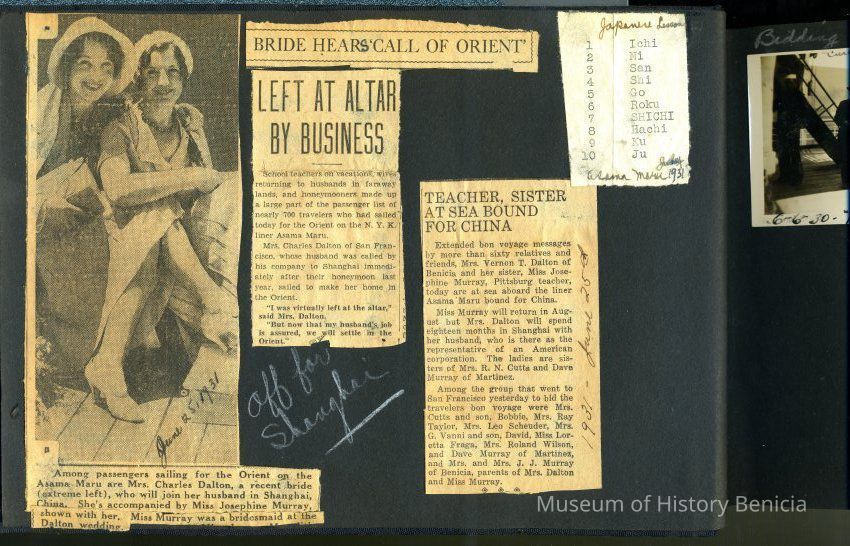 BRIDE HEARS 'CALL OF ORIENT'
LEFT AT ALTAR
BY BUSINESS
School teachers on vacations, wives
returning to husbands in faraway
lands, and honeymooners made up
a large part of the passenger list of
nearly 700 travelers who had sailed
today for the Orient on the N. Y. K.
liner Asama Maru.
Mrs. Charles Dalton of San Fran-
cisco, whose husband was called by
his company to Shanghai immedi-
ately after their honeymoon last
year, sailed to make her home in
the Orient.
"I was virtually left at the altar,"
said Mrs. Dalton.
"But now that my husband's job
is assured, we will settle in the
Orient."
off for
Shanghai
June 25, 1931
Among passengers sailing for the Orient on the
Asama Maru are Mrs. Charles Dalton, a recent bride
(extreme left), who will join her husband in Shanghai,
China. She's accompanied by Miss Josephine Murray,
shown with her. Miss Murray was a bridesmaid at the
Dalton wedding.
TEACHER, SISTER
AT SEA BOUND
FOR CHINA
Extended bon voyage messages
by more than sixty relatives and
friends, Mrs. Vernon T. Dalton of
Benicia and her sister, Miss Jose-
phine Murray, Pittsburg teacher,
today are at sea aboard the liner
Asama Maru bound for China.
Miss Murray will return in Aug-
ust but Mrs. Dalton will spend
eighteen months in Shanghai with
her husband, who is there as the
representative of an American
corporation. The ladies are sis-
ters of Mrs. R. N. Cutts and Dave
Murray of Martinez.
Among the group that went to
San Francisco yesterday to bid the
travelers bon voyage were Mrs.
Cutts and son, Bobbie, Mrs. Ray
Taylor, Mrs. Leo Scheuder, Mrs.
G. Vanni and son, David, Miss Lor-
etta Fraga, Mrs. Roland Wilson,
and Dave Murray of Martinez,
and Mrs. and Mrs. J. J. Murray
of Benicia, parents of Mrs. Dalton
and Miss Murray.
1931 - June 25
Japanese Lesson
1 Ichi
2 Ni
3 San
4 Shi
5 Go
6 Roku
7 SHICHI
8 Hachi
9 Ku
10 Ju
July
Asama Maru 1931
Bidding
6-6-30-
Museum of History Benicia